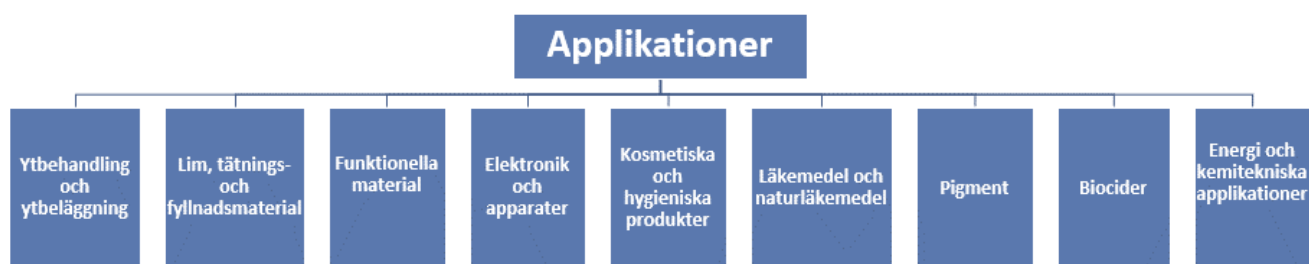 Applikationer
Ytbehandling
och
ytbeläggning
Lim, tätnings-
och
fyllnadsmaterial
Funktionella
material
Elektronik
och
apparater
Kosmetiska
och
hygieniska
produkter
Läkemedel och
naturläkemedel
Pigment
Biocider
Energi och
kemitekniska
applikationer